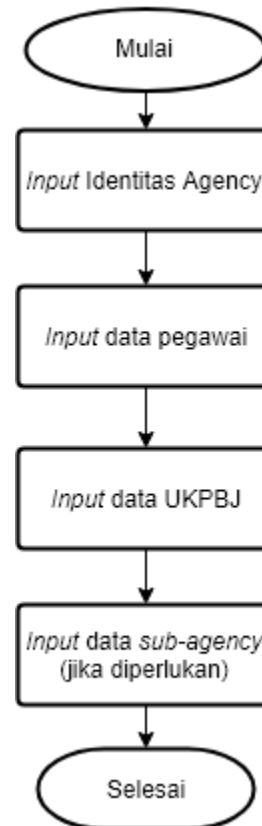 Mulai
Input Identitas Agency
Input data pegawai
Input data UKPBJ
Input data sub-agency
(jika diperlukan)
Selesai